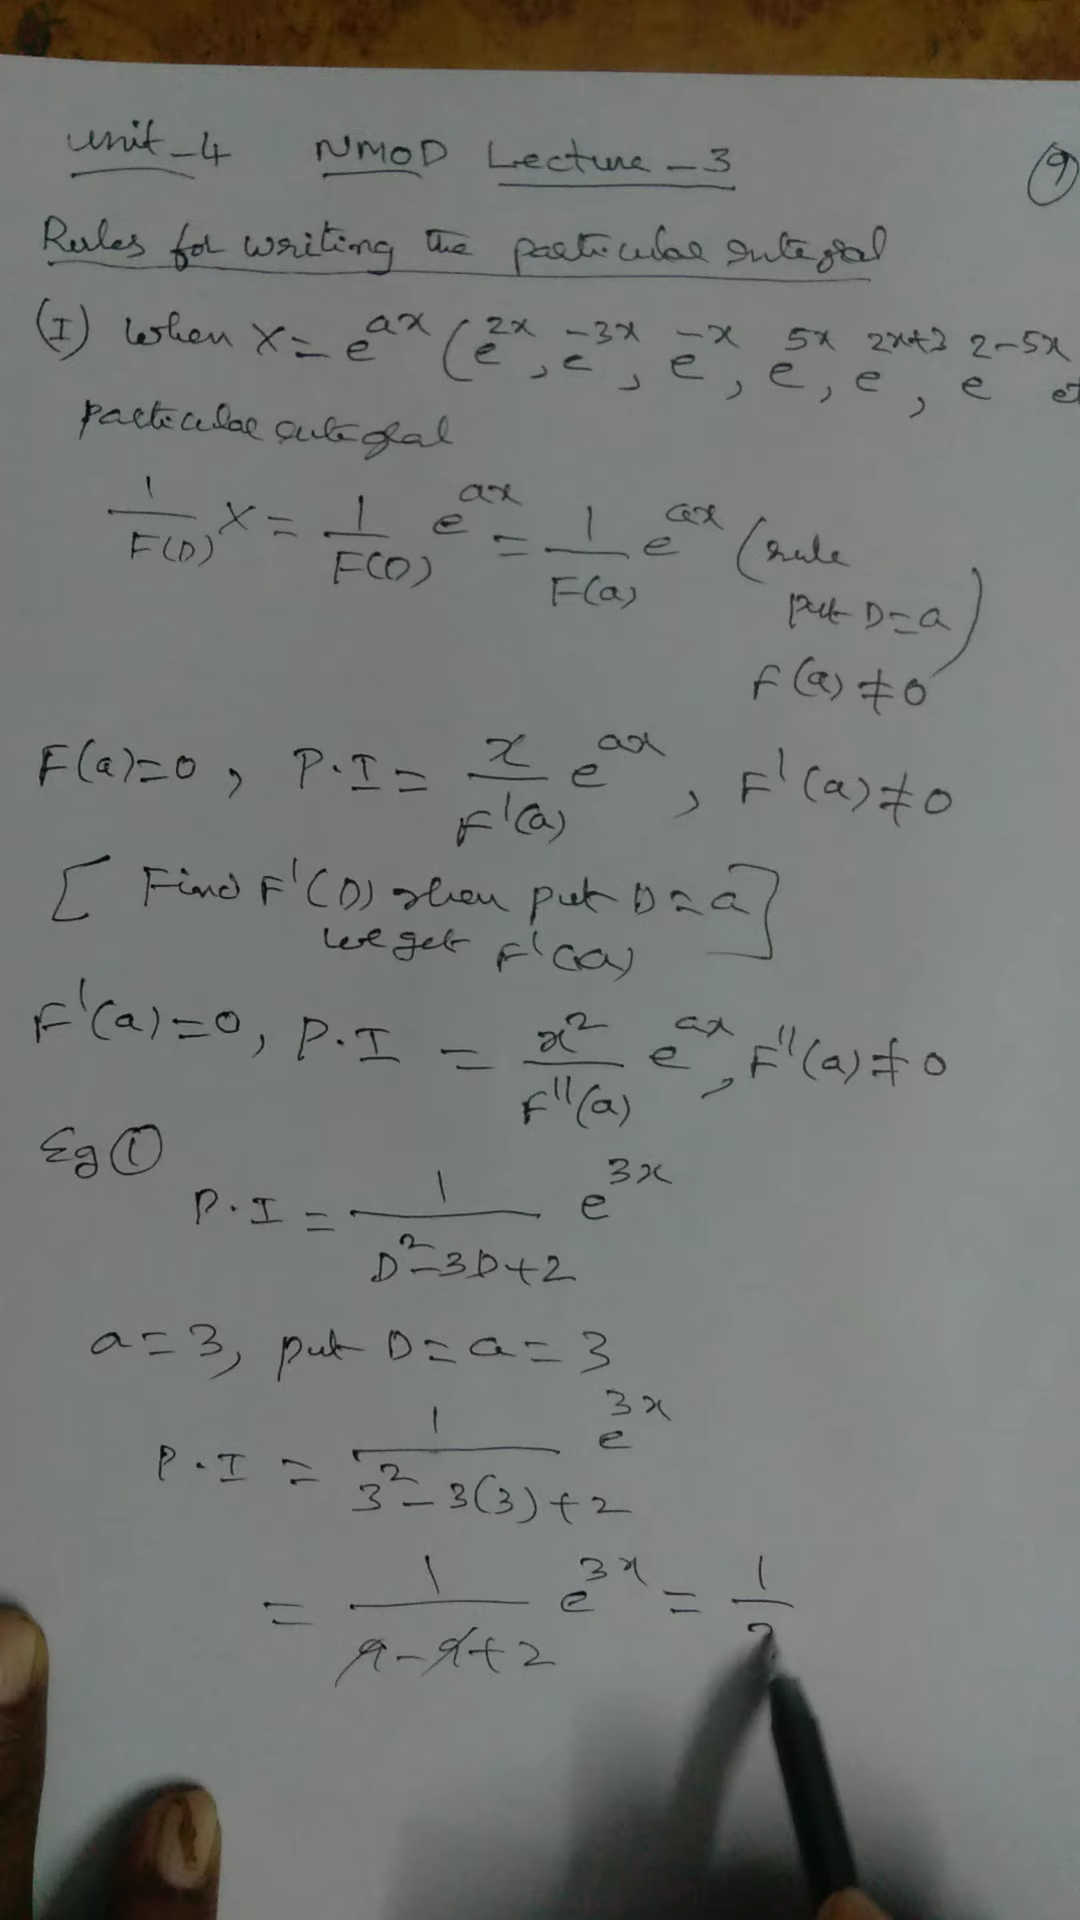 unit-4 NMOD Lecture-3 (9)
Rules for writing the particular integral
(I) when X = e^{ax} (e^{2x}, e^{-3x}, e^{-x}, e^{5x}, e^{2x+3}, e^{2-5x} et
particular integral
1/F(D) X = 1/F(D) e^{ax} = 1/F(a) e^{ax} (rule
put D=a)
F(a) ≠ 0
F(a)=0, P.I = x/F'(a) e^{ax}, F'(a) ≠ 0
[Find F'(D) then put D=a
we get F'(a)]
F'(a)=0, P.I = x²/F''(a) e^{ax}, F''(a) ≠ 0
Eg (1)
P.I = 1/(D²-3D+2) e^{3x}
a=3, put D=a=3
P.I = 1/(3²-3(3)+2) e^{3x}
= 1/(9-9+2) e^{3x} = 1/2